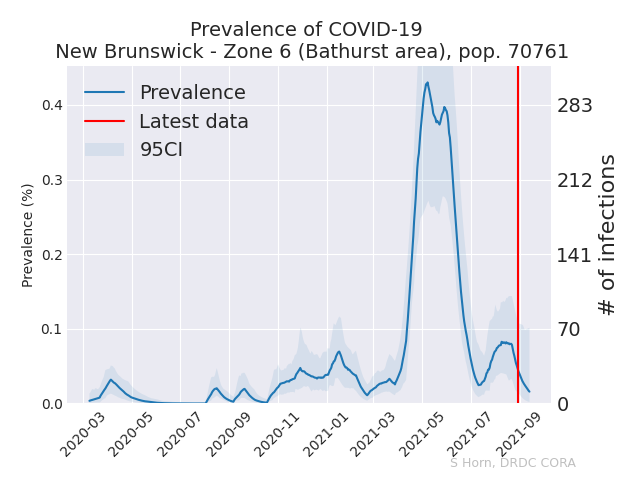 Prevalence of COVID-19
New Brunswick - Zone 6 (Bathurst area), pop. 70761
Prevalence
Latest data
95CI
Prevalence (%)
0.4
0.3
0.2
0.1
0.0
283
212
141
70
0
# of infections
2020-03
2020-05
2020-07
2020-09
2020-11
2021-01
2021-03
2021-05
2021-07
2021-09
S Horn, DRDC CORA